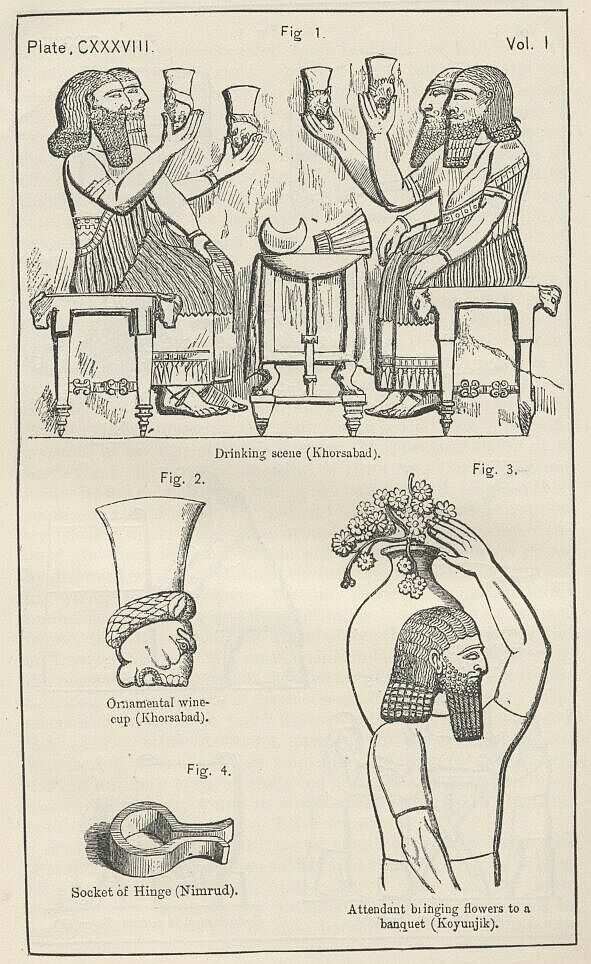 Plate, CXXXVIII.
Fig 1.
Vol. I
Drinking scene (Khorsabad).
Fig. 2.
Fig. 3.
Ornamental wine-
cup (Khorsabad).
Fig. 4.
Socket of Hinge (Nimrud).
Attendant bringing flowers to a
banquet (Koyunjik).